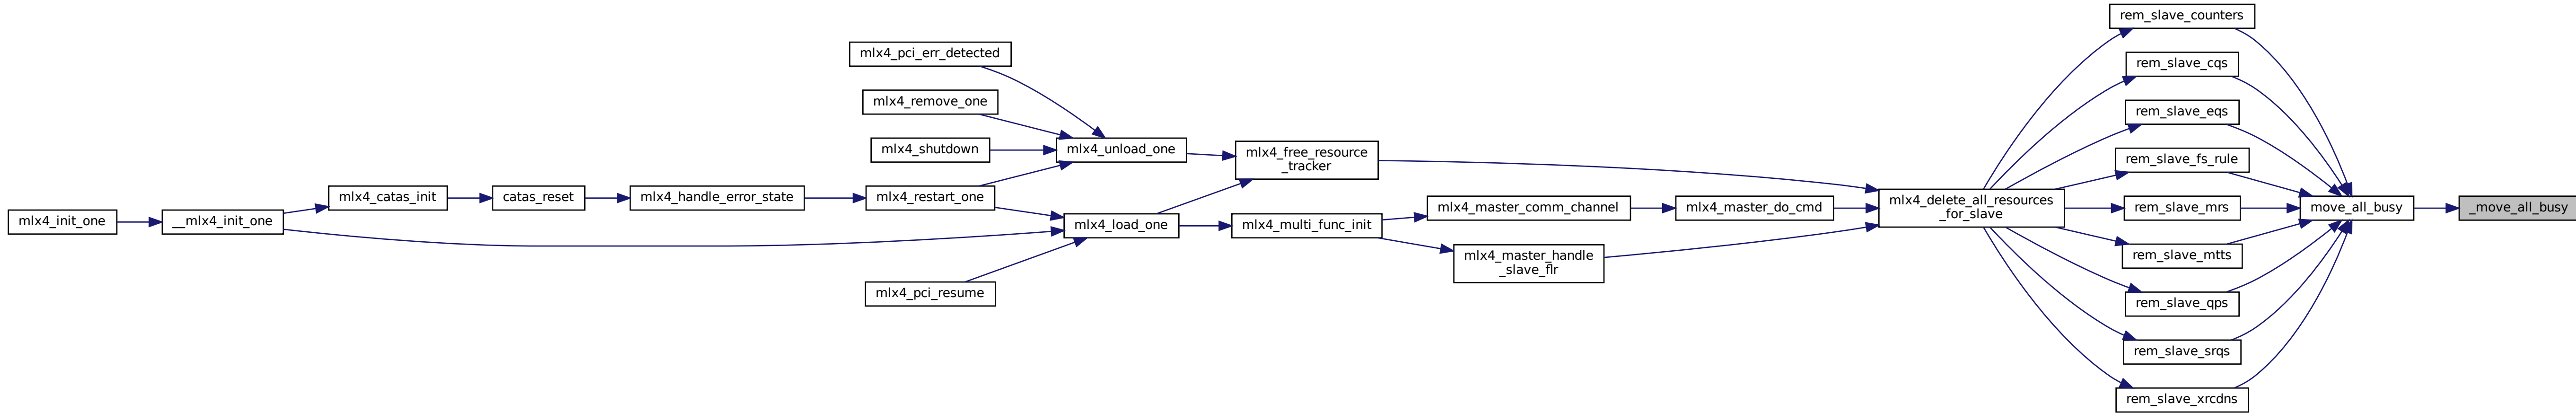 mlx4_init_one
__mlx4_init_one
mlx4_catas_init
catas_reset
mlx4_handle_error_state
mlx4_pci_err_detected
mlx4_remove_one
mlx4_shutdown
mlx4_restart_one
mlx4_pci_resume
mlx4_unload_one
mlx4_load_one
mlx4_free_resource
_tracker
mlx4_multi_func_init
mlx4_master_comm_channel
mlx4_master_handle
_slave_flr
mlx4_master_do_cmd
mlx4_delete_all_resources
_for_slave
rem_slave_counters
rem_slave_cqs
rem_slave_eqs
rem_slave_fs_rule
rem_slave_mrs
rem_slave_mtts
rem_slave_qps
rem_slave_srqs
rem_slave_xrcdns
move_all_busy
_move_all_busy